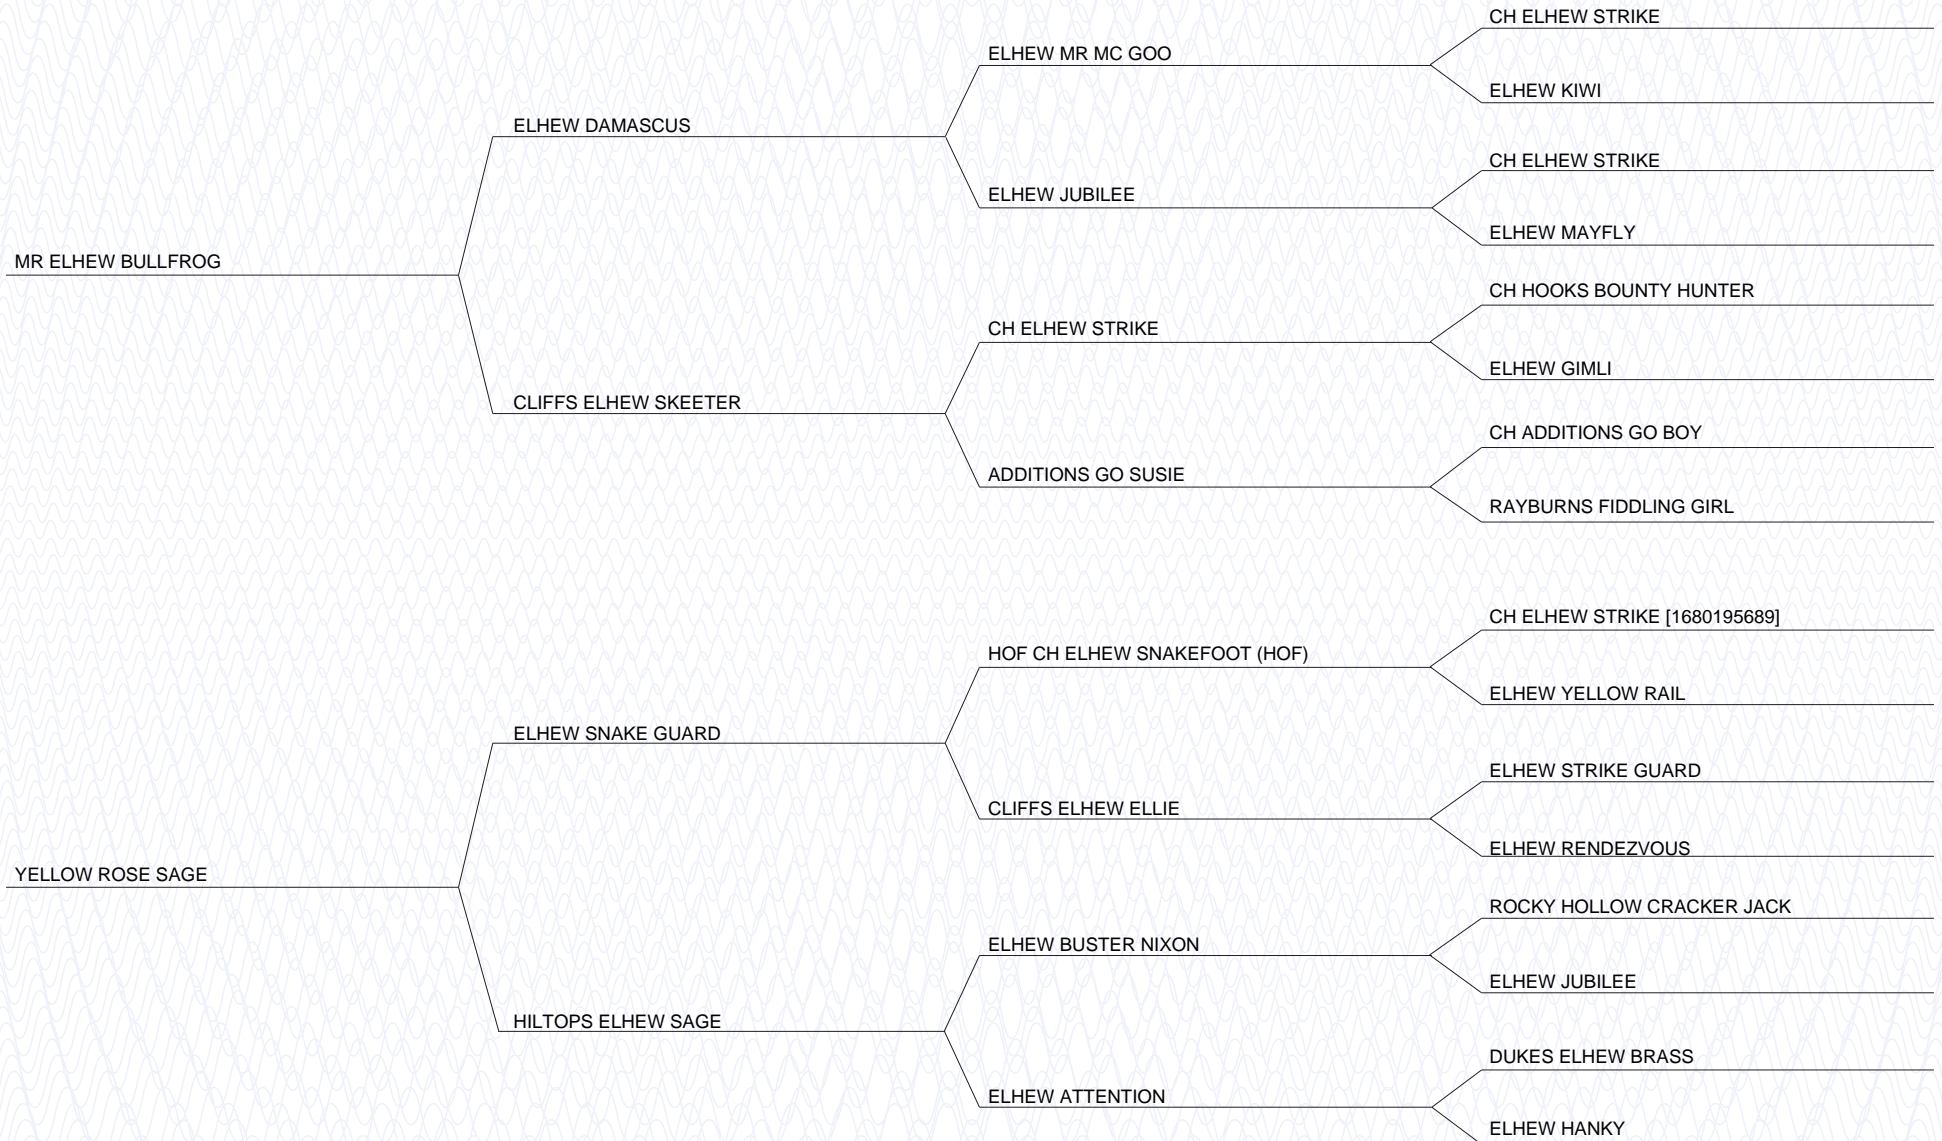 CH ELHEW STRIKE
ELHEW MR MC GOO
ELHEW KIWI
ELHEW DAMASCUS
CH ELHEW STRIKE
ELHEW JUBILEE
ELHEW MAYFLY
MR ELHEW BULLFROG
CH HOOKS BOUNTY HUNTER
CH ELHEW STRIKE
ELHEW GIMLI
CLIFFS ELHEW SKEETER
CH ADDITIONS GO BOY
ADDITIONS GO SUSIE
RAYBURNS FIDDLING GIRL
CH ELHEW STRIKE [1680195689]
HOF CH ELHEW SNAKEFOOT (HOF)
ELHEW YELLOW RAIL
ELHEW SNAKE GUARD
ELHEW STRIKE GUARD
CLIFFS ELHEW ELLIE
ELHEW RENDEZVOUS
YELLOW ROSE SAGE
ROCKY HOLLOW CRACKER JACK
ELHEW BUSTER NIXON
ELHEW JUBILEE
HILTOPS ELHEW SAGE
DUKES ELHEW BRASS
ELHEW ATTENTION
ELHEW HANKY